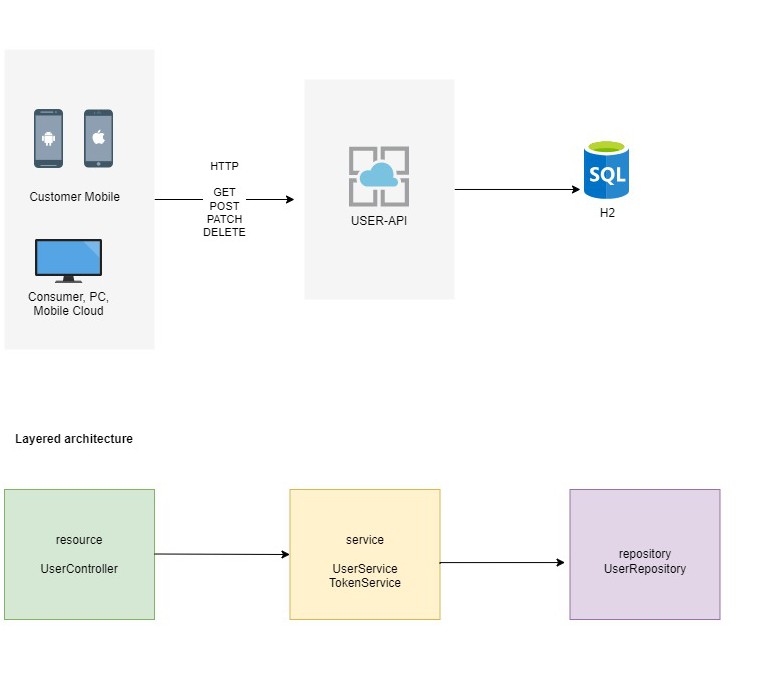 HTTP
GET
POST
PATCH
DELETE
Customer Mobile
Consumer, PC,
Mobile Cloud
USER-API
SQL
H2
Layered architecture
resource
UserController
service
UserService
TokenService
repository
UserRepository